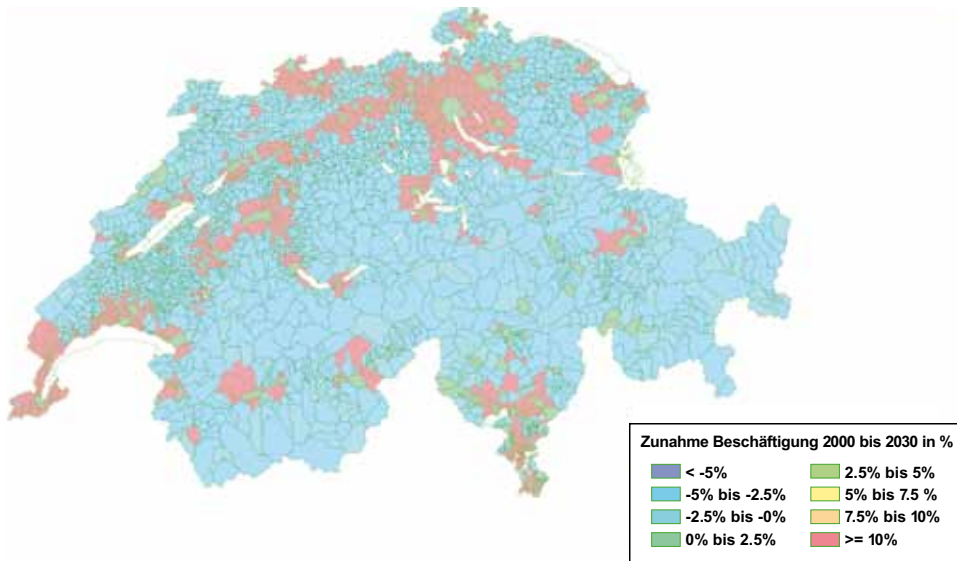 Zunahme Beschäftigung 2000 bis 2030 in %
< -5%
-5% bis -2.5%
-2.5% bis -0%
0% bis 2.5%
2.5% bis 5%
5% bis 7.5 %
7.5% bis 10%
>= 10%